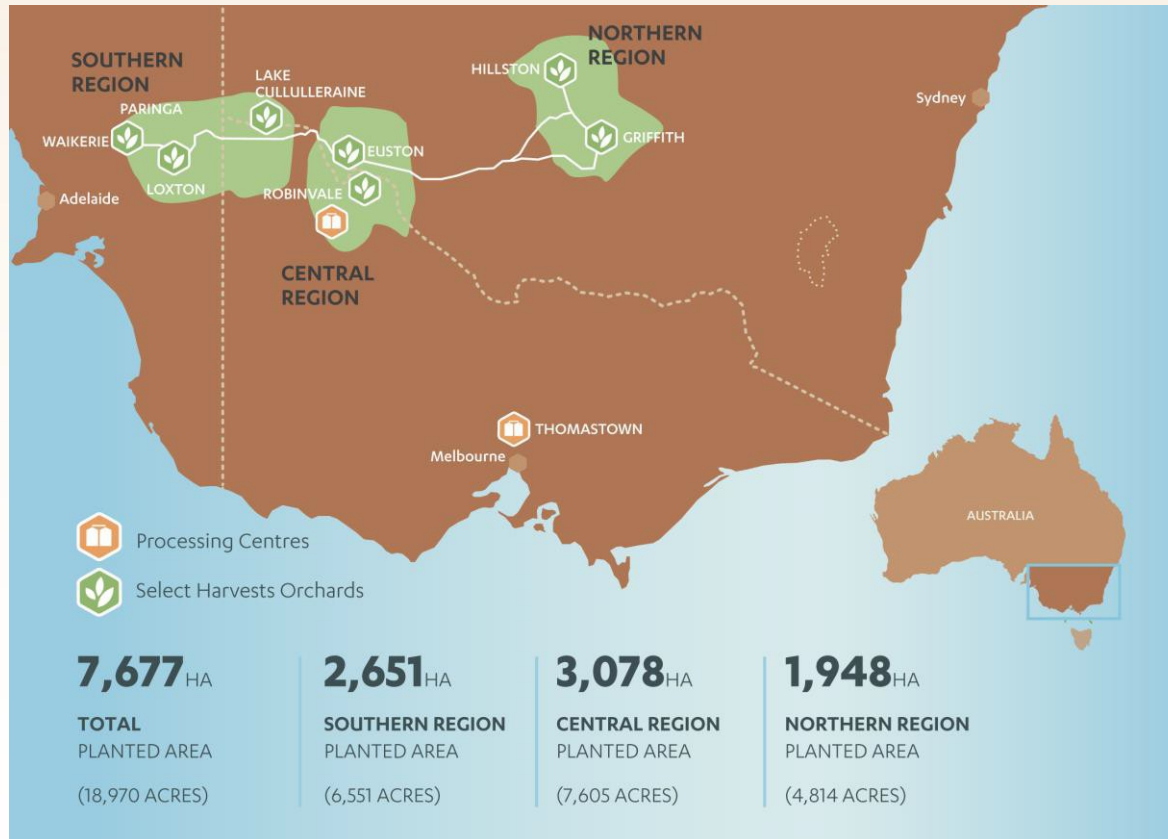 NORTHERN
REGION
SOUTHERN
REGION
HILLSTON
LAKE
CULLULLERAINE
PARINGA
Sydney
WAIKERIE
GRIFFITH
EUSTON
LOXTON
ROBINVALE
Adelaide
CENTRAL
REGION
THOMASTOWN
Melbourne
AUSTRALIA
Processing Centres
Select Harvests Orchards
7,677HA
TOTAL
PLANTED AREA
(18,970 ACRES)
2,651HA
SOUTHERN REGION
PLANTED AREA
(6,551 ACRES)
3,078HA
CENTRAL REGION
PLANTED AREA
(7,605 ACRES)
1,948HA
NORTHERN REGION
PLANTED AREA
(4,814 ACRES)